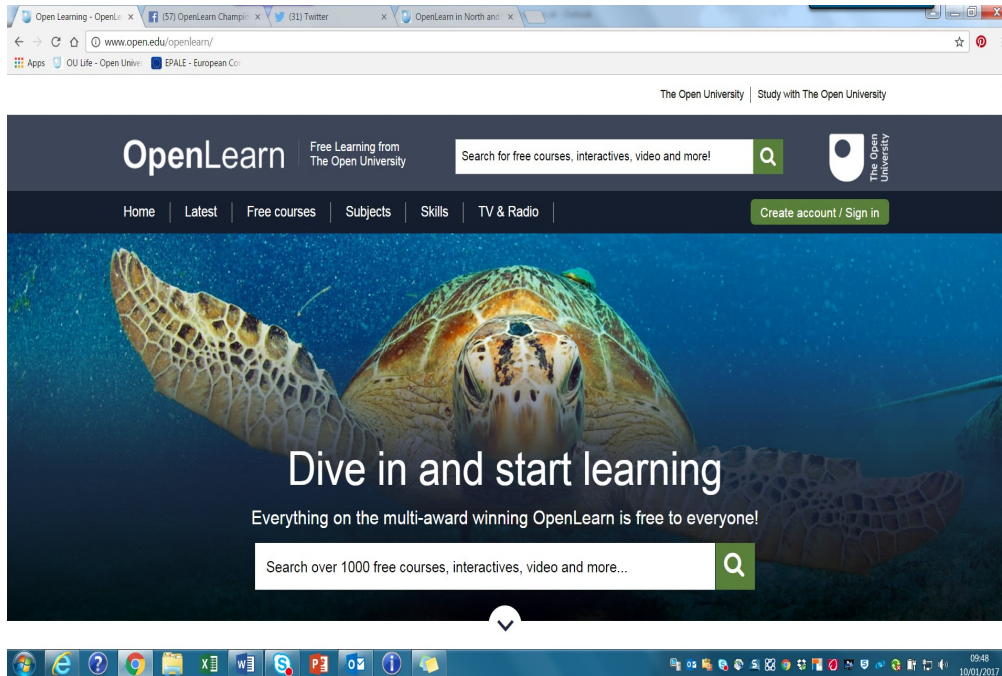 Open Learning - OpenLe
(57) OpenLearn Champio
(31) Twitter
OpenLearn in North and
www.open.edu/openlearn/
Apps
OU Life - Open Unive
EPALE - European Co
The Open University
Study with The Open University
OpenLearn
Free Learning from
The Open University
Search for free courses, interactives, video and more!
The Open
University
Home
Latest
Free courses
Subjects
Skills
TV & Radio
Create account / Sign in
Dive in and start learning
Everything on the multi-award winning OpenLearn is free to everyone!
Search over 1000 free courses, interactives, video and more...
09:48
10/01/2017